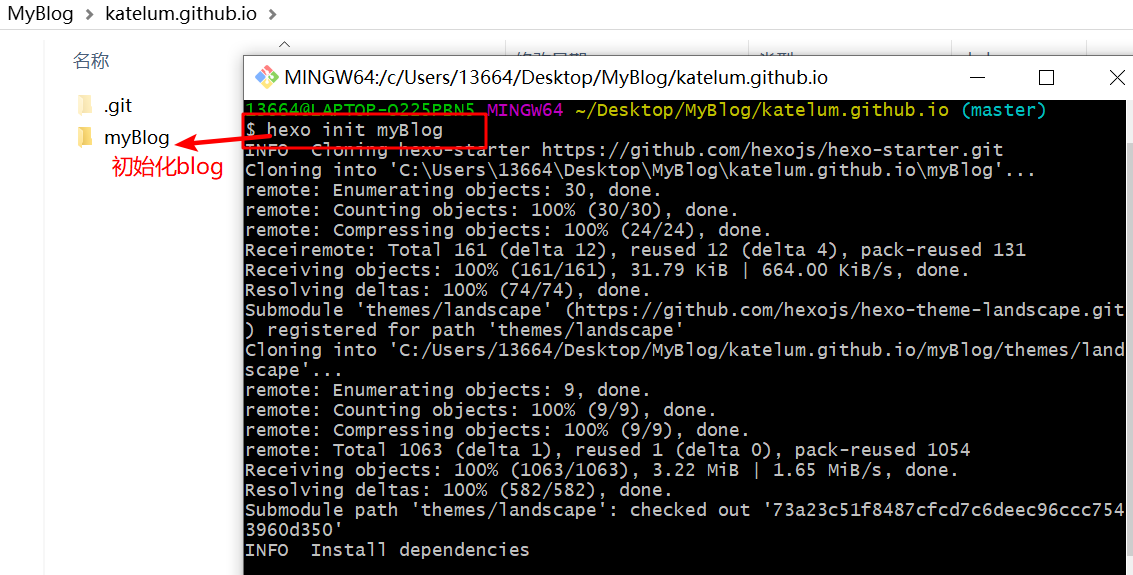 MyBlog > katelum.github.io >
名称
.git
myBlog
初始化blog
MINGW64:/c/Users/13664/Desktop/MyBlog/katelum.github.io
13664@LAPTOP-O225PBN5 MINGW64 ~/Desktop/MyBlog/katelum.github.io (master)
$ hexo init myBlog
INFO  Cloning hexo-starter https://github.com/hexojs/hexo-starter.git
Cloning into 'C:\Users\13664\Desktop\MyBlog\katelum.github.io\myBlog'...
remote: Enumerating objects: 30, done.
remote: Counting objects: 100% (30/30), done.
remote: Compressing objects: 100% (24/24), done.
Receiremote: Total 161 (delta 12), reused 12 (delta 4), pack-reused 131
Receiving objects: 100% (161/161), 31.79 KiB | 664.00 KiB/s, done.
Resolving deltas: 100% (74/74), done.
Submodule 'themes/landscape' (https://github.com/hexojs/hexo-theme-landscape.git
) registered for path 'themes/landscape'
Cloning into 'C:/Users/13664/Desktop/MyBlog/katelum.github.io/myBlog/themes/land
scape'...
remote: Enumerating objects: 9, done.
remote: Counting objects: 100% (9/9), done.
remote: Compressing objects: 100% (9/9), done.
remote: Total 1063 (delta 1), reused 1 (delta 0), pack-reused 1054
Receiving objects: 100% (1063/1063), 3.22 MiB | 1.65 MiB/s, done.
Resolving deltas: 100% (582/582), done.
Submodule path 'themes/landscape': checked out '73a23c51f8487cfcd7c6deec96ccc754
3960d350'
INFO  Install dependencies